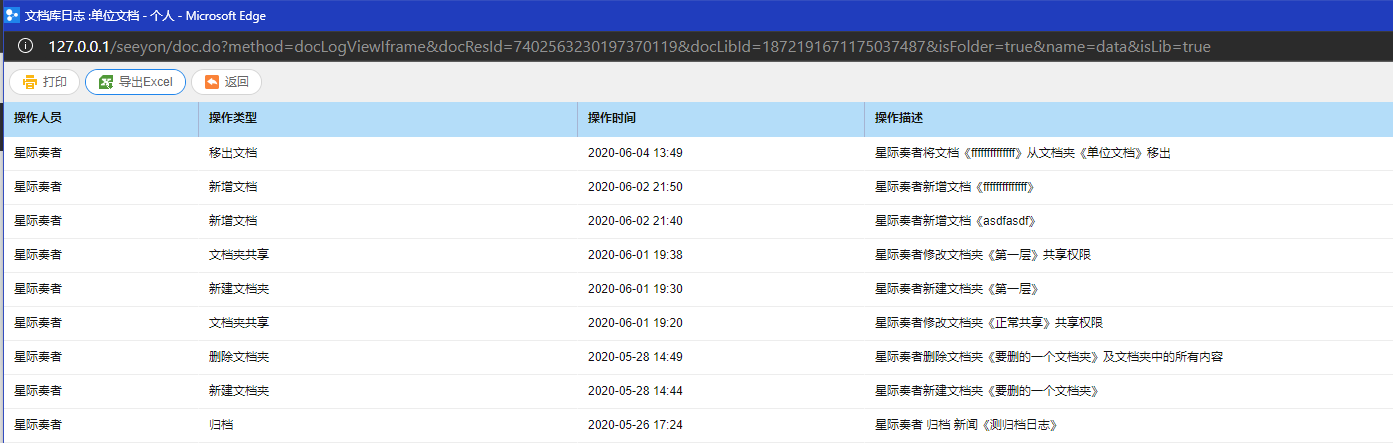 文档库日志 :单位文档 - 个人 - Microsoft Edge
127.0.0.1/seeyon/doc.do?method=docLogViewIframe&docResId=7402563230197370119&docLibId=1872191671175037487&isFolder=true&name=data&isLib=true
打印 导出Excel 返回
操作人员 操作类型 操作时间 操作描述
星际奏者 移出文档 2020-06-04 13:49 星际奏者将文档《ffffffffffffff》从文档夹《单位文档》移出
星际奏者 新增文档 2020-06-02 21:50 星际奏者新增文档《ffffffffffffff》
星际奏者 新增文档 2020-06-02 21:40 星际奏者新增文档《asdfasdf》
星际奏者 文档夹共享 2020-06-01 19:38 星际奏者修改文档夹《第一层》共享权限
星际奏者 新建文档夹 2020-06-01 19:30 星际奏者新建文档夹《第一层》
星际奏者 文档夹共享 2020-06-01 19:20 星际奏者修改文档夹《正常共享》共享权限
星际奏者 删除文档夹 2020-05-28 14:49 星际奏者删除文档夹《要删的一个文档夹》及文档夹中的所有内容
星际奏者 新建文档夹 2020-05-28 14:44 星际奏者新建文档夹《要删的一个文档夹》
星际奏者 归档 2020-05-26 17:24 星际奏者 归档 新闻《测归档日志》